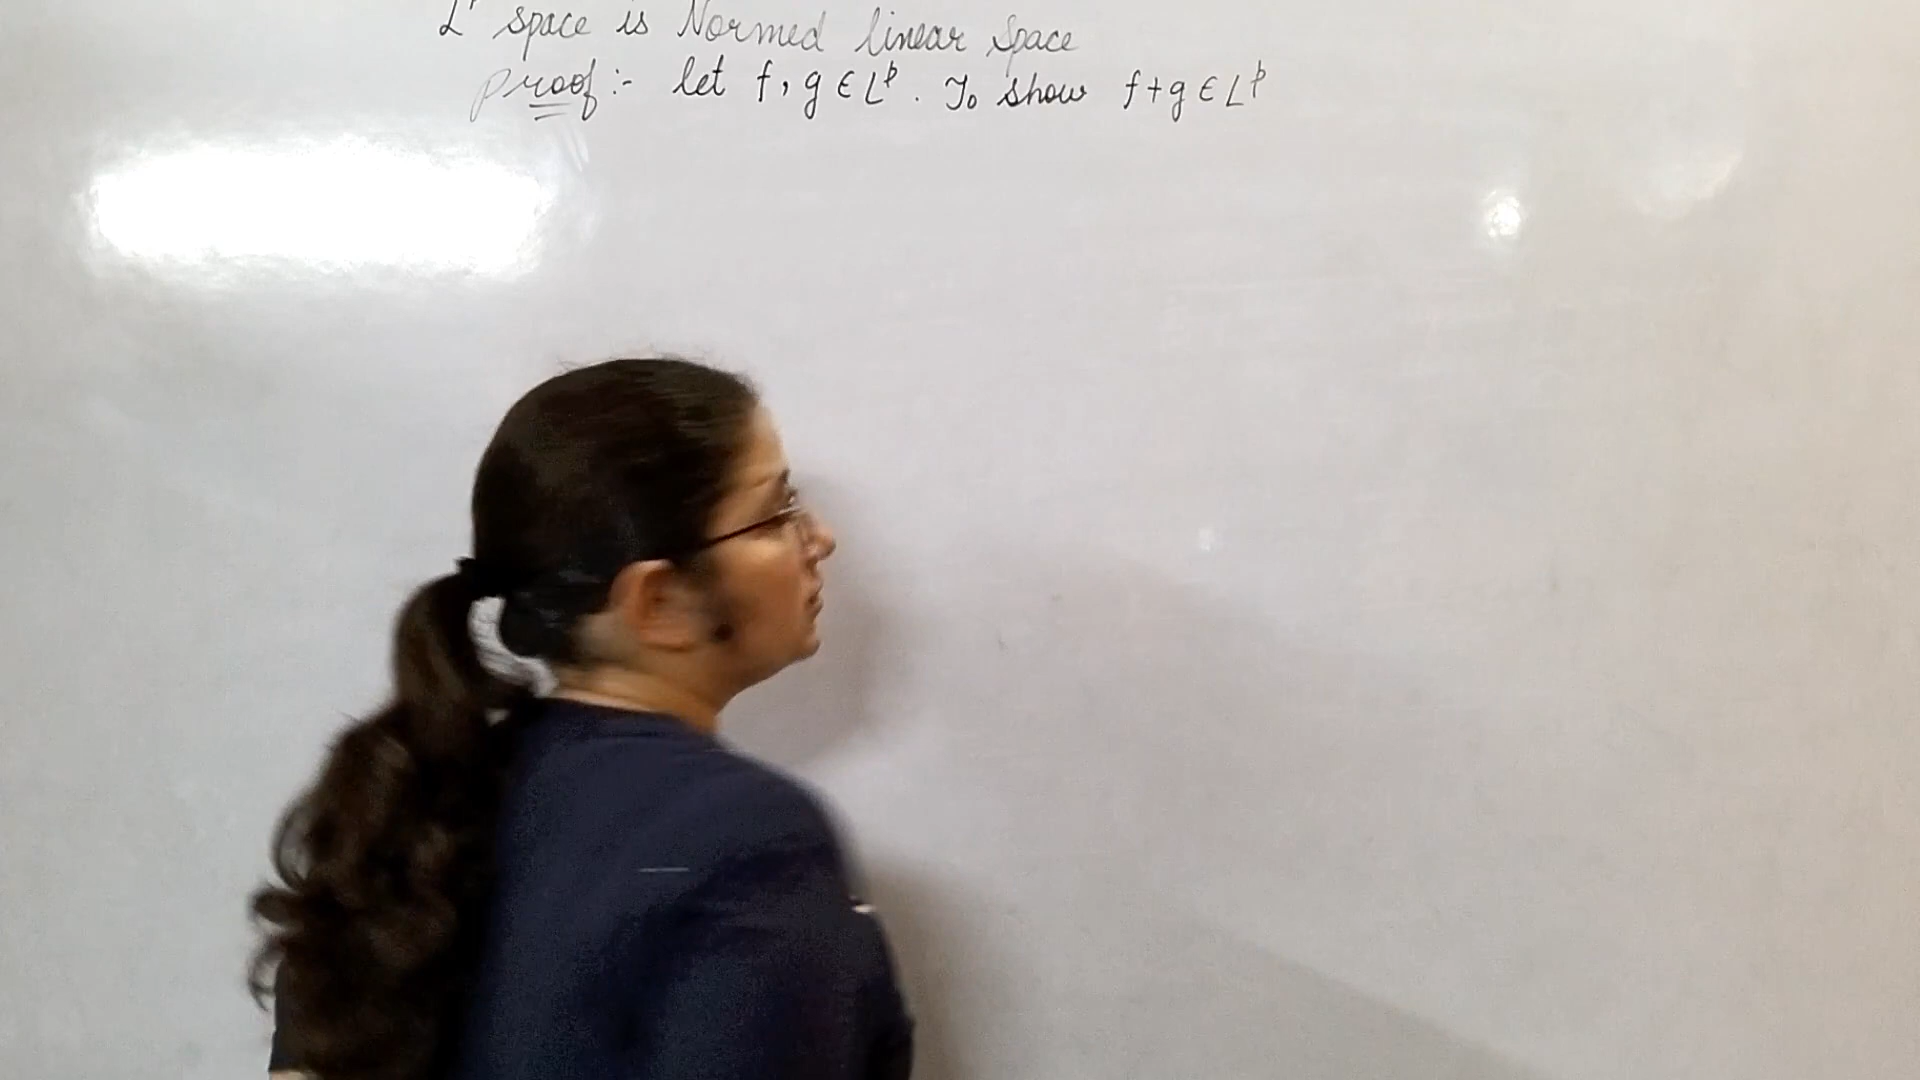 L^p space is Normed linear Space
proof :- let f, g ∈ L^p. To show f+g ∈ L^p